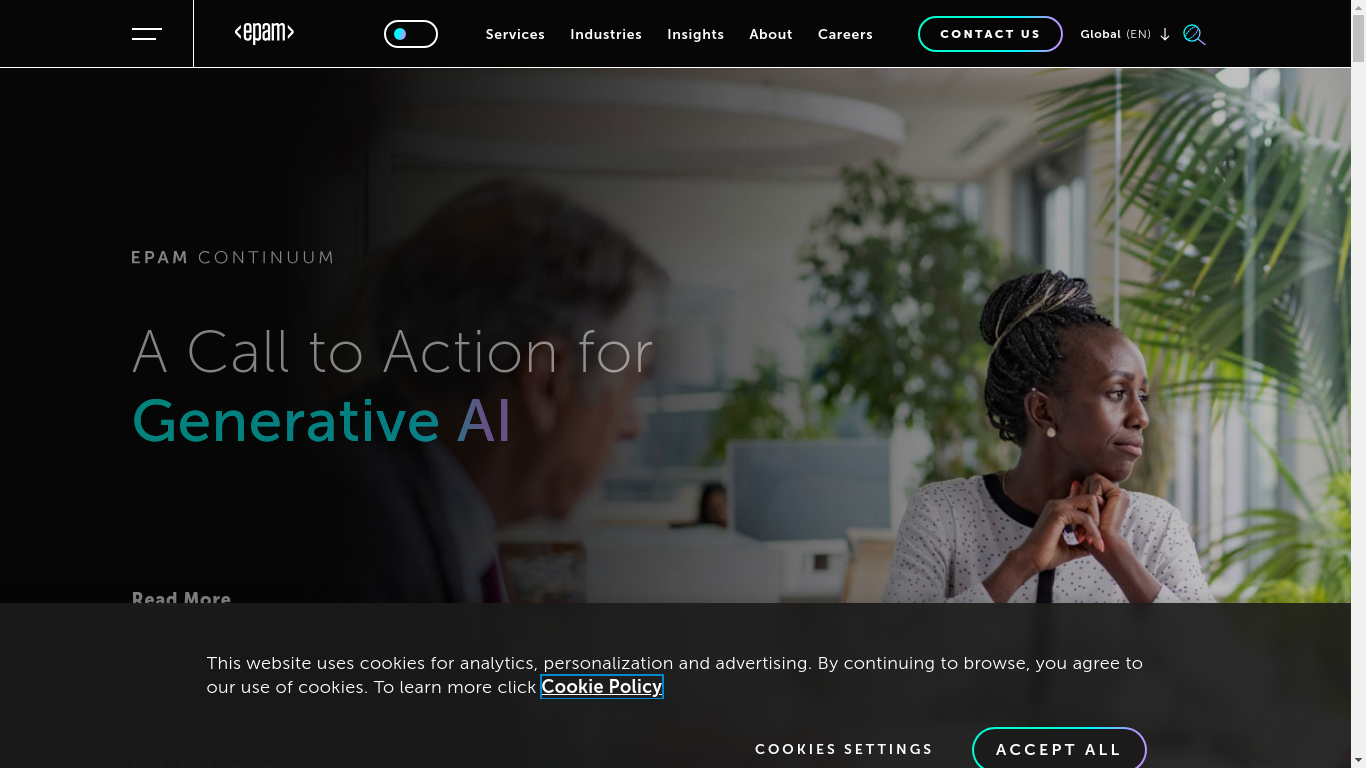 <epam>
Services Industries Insights About Careers CONTACT US Global (EN)
EPAM CONTINUUM
A Call to Action for
Generative AI
Read More
This website uses cookies for analytics, personalization and advertising. By continuing to browse, you agree to
our use of cookies. To learn more click Cookie Policy
COOKIES SETTINGS ACCEPT ALL